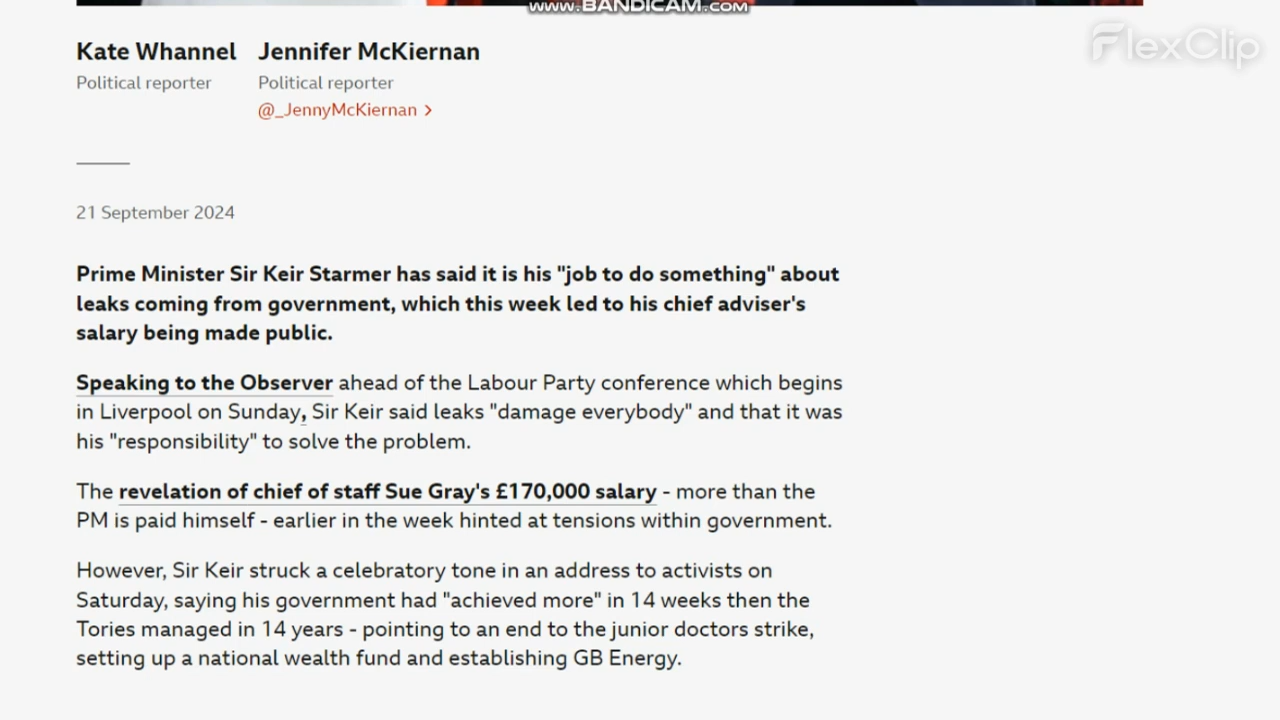 www.BANDICAM.com
FlexClip
Kate Whannel Jennifer McKiernan
Political reporter Political reporter
@_JennyMcKiernan >
21 September 2024
Prime Minister Sir Keir Starmer has said it is his "job to do something" about
leaks coming from government, which this week led to his chief adviser's
salary being made public.
Speaking to the Observer ahead of the Labour Party conference which begins
in Liverpool on Sunday, Sir Keir said leaks "damage everybody" and that it was
his "responsibility" to solve the problem.
The revelation of chief of staff Sue Gray's £170,000 salary - more than the
PM is paid himself - earlier in the week hinted at tensions within government.
However, Sir Keir struck a celebratory tone in an address to activists on
Saturday, saying his government had "achieved more" in 14 weeks then the
Tories managed in 14 years - pointing to an end to the junior doctors strike,
setting up a national wealth fund and establishing GB Energy.